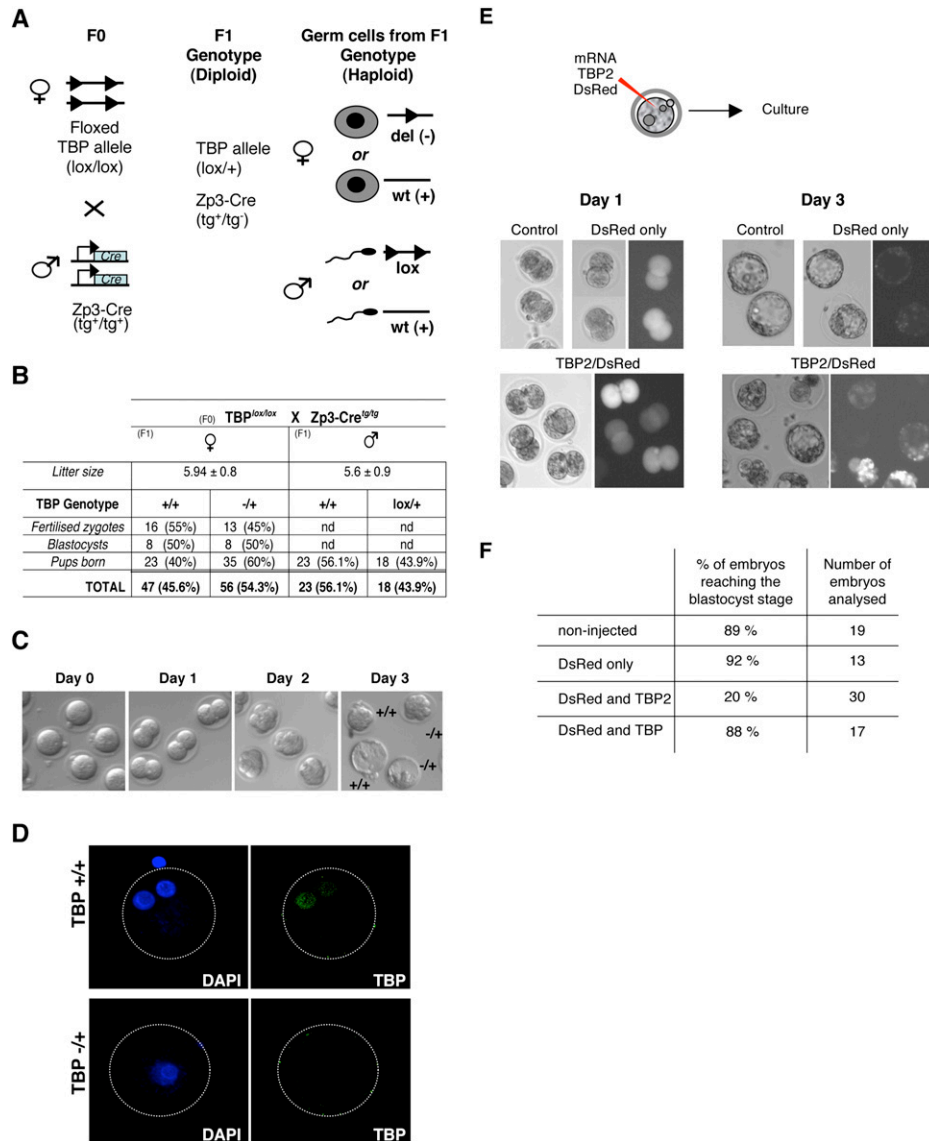 A
F0
F1
Genotype
(Diploid)
Germ cells from F1
Genotype
(Haploid)
♀
Floxed
TBP allele
(lox/lox)
TBP allele
(lox/+)
Zp3-Cre
(tg⁺/tg⁻)
♀
del (-)
or
wt (+)
♂
Cre
Cre
Zp3-Cre
(tg⁺/tg⁺)
♂
lox
or
wt (+)
B
(F0) TBP lox/lox X Zp3-Cre tg/tg
(F1) ♀ (F1) ♂
Litter size 5.94 ± 0.8 5.6 ± 0.9
TBP Genotype +/+ -/+ +/+ lox/+
Fertilised zygotes 16 (55%) 13 (45%) nd nd
Blastocysts 8 (50%) 8 (50%) nd nd
Pups born 23 (40%) 35 (60%) 23 (56.1%) 18 (43.9%)
TOTAL 47 (45.6%) 56 (54.3%) 23 (56.1%) 18 (43.9%)
C
Day 0 Day 1 Day 2 Day 3
+/+
-/+
-/+
+/+
D
TBP +/+
DAPI TBP
TBP -/+
DAPI TBP
E
mRNA
TBP2
DsRed
Culture
Day 1 Day 3
Control DsRed only Control DsRed only
TBP2/DsRed TBP2/DsRed
F
% of embryos
reaching the
blastocyst stage
Number of
embryos
analysed
non-injected 89 % 19
DsRed only 92 % 13
DsRed and TBP2 20 % 30
DsRed and TBP 88 % 17